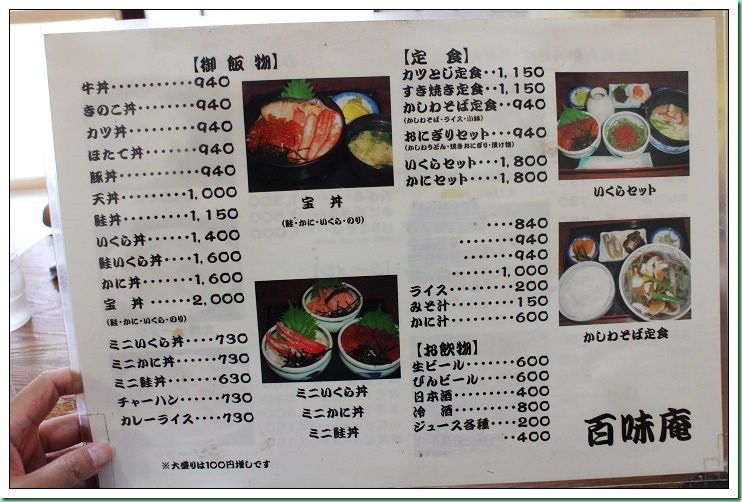 【御飯物】
牛丼・・・・・・・・・・・940
きのこ丼・・・・・・・・940
カツ丼・・・・・・・・・・940
ほたて丼・・・・・・・・940
豚丼・・・・・・・・・・・940
天丼・・・・・・・・・1,000
鮭丼・・・・・・・・・1,150
いくら丼・・・・・・・1,400
鮭いくら丼・・・・・1,600
かに丼・・・・・・・・1,600
宝 丼・・・・・・・・・2,000
(鮭・かに・いくら・のり)
ミニいくら丼・・・・730
ミニかに丼・・・・・・730
ミニ鮭丼・・・・・・・630
チャーハン・・・・・・730
カレーライス・・・・730
※大盛りは100円増しです
宝 丼
(鮭・かに・いくら・のり)
ミニいくら丼
ミニかに丼
ミニ鮭丼
【定 食】
カツとじ定食・・1,150
すき焼き定食・・1,150
かしわそば定食・・940
(かしわそば・ライス・小鉢)
おにぎりセット・・・940
(かしわうどん・焼きおにぎり・漬け物)
いくらセット・・・1,800
かにセット・・・・1,800
・・・・840
・・・・・・・・940
・・・・・・・・940
・・・・・・1,000
ライス・・・・・・・・200
みそ汁・・・・・・・・150
かに汁・・・・・・・・600
【お飲物】
生ビール・・・・・・・600
びんビール・・・・・600
日本酒・・・・・・・・400
冷 酒・・・・・・・・・800
ジュース各種・・・・200
・・400
いくらセット
かしわそば定食
百味庵